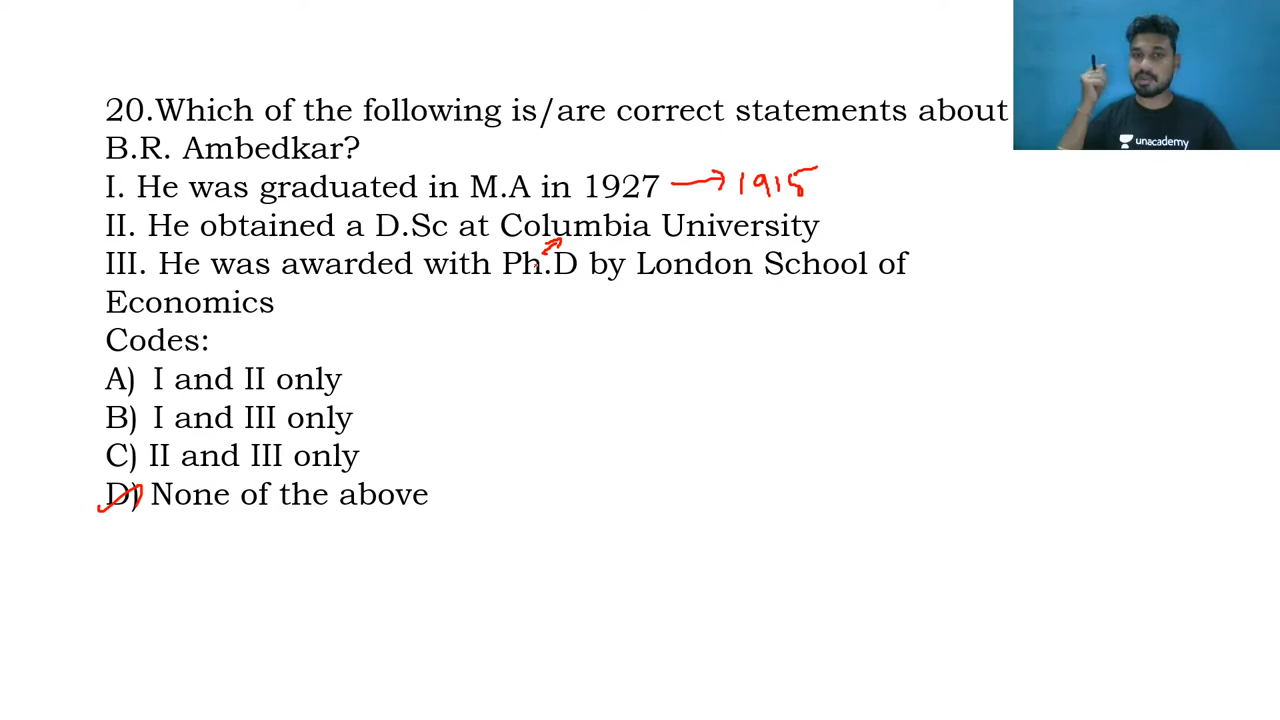 20.Which of the following is/are correct statements about
B.R. Ambedkar?
I. He was graduated in M.A in 1927 → 1915
II. He obtained a D.Sc at Columbia University
III. He was awarded with Ph.D by London School of
Economics
Codes:
A) I and II only
B) I and III only
C) II and III only
D) None of the above
unacademy